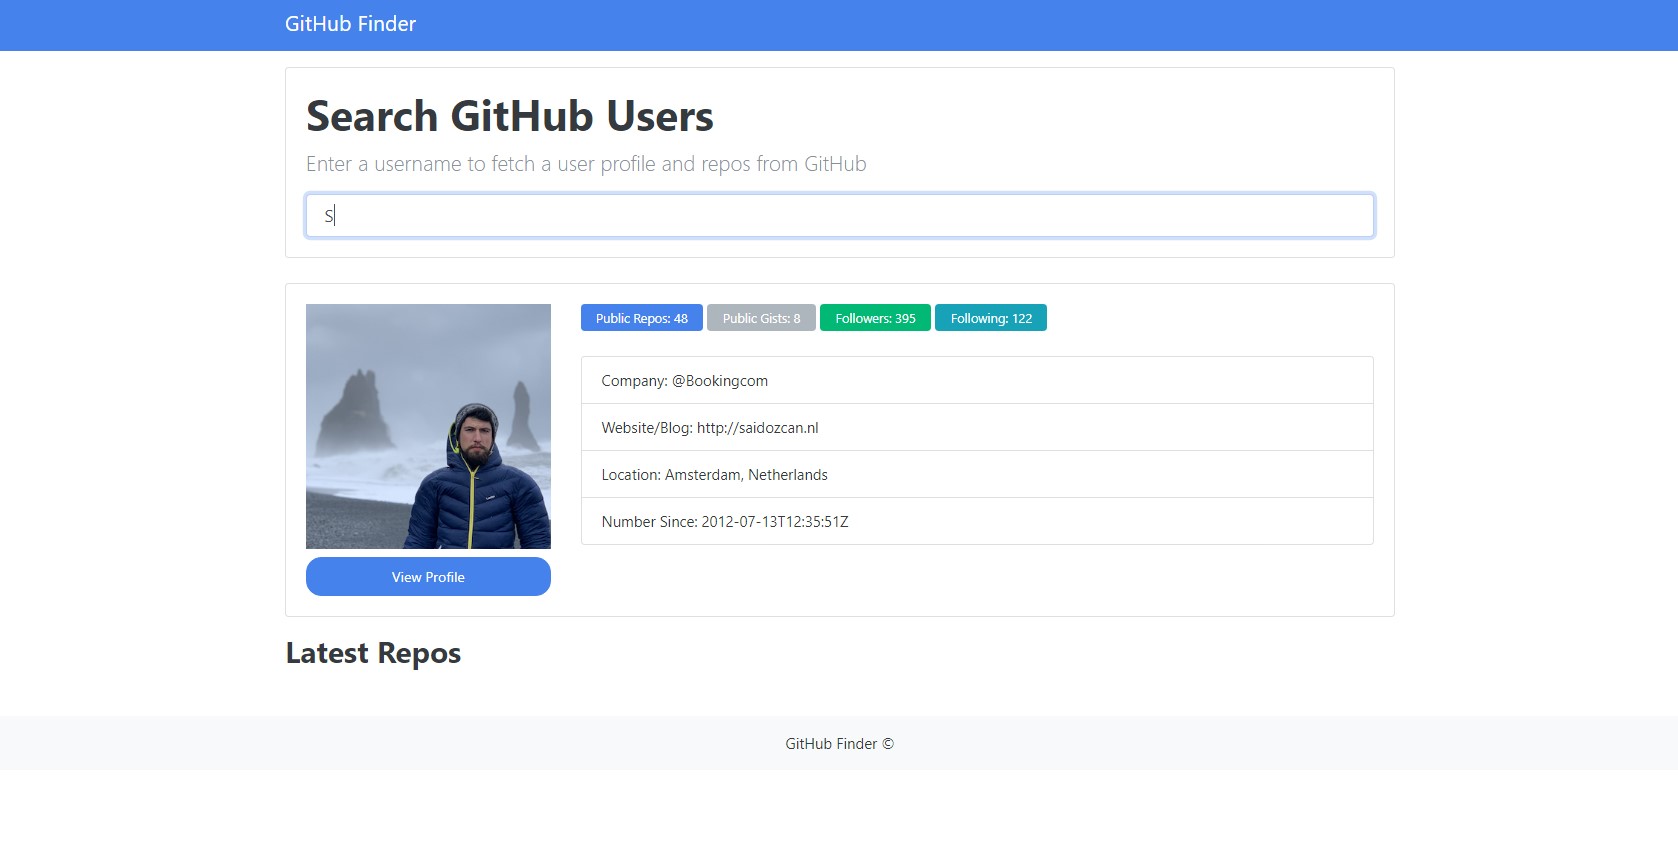 GitHub Finder
Search GitHub Users
Enter a username to fetch a user profile and repos from GitHub
S
Public Repos: 48 Public Gists: 8 Followers: 395 Following: 122
Company: @Bookingcom
Website/Blog: http://saidozcan.nl
Location: Amsterdam, Netherlands
Number Since: 2012-07-13T12:35:51Z
View Profile
Latest Repos
GitHub Finder ©